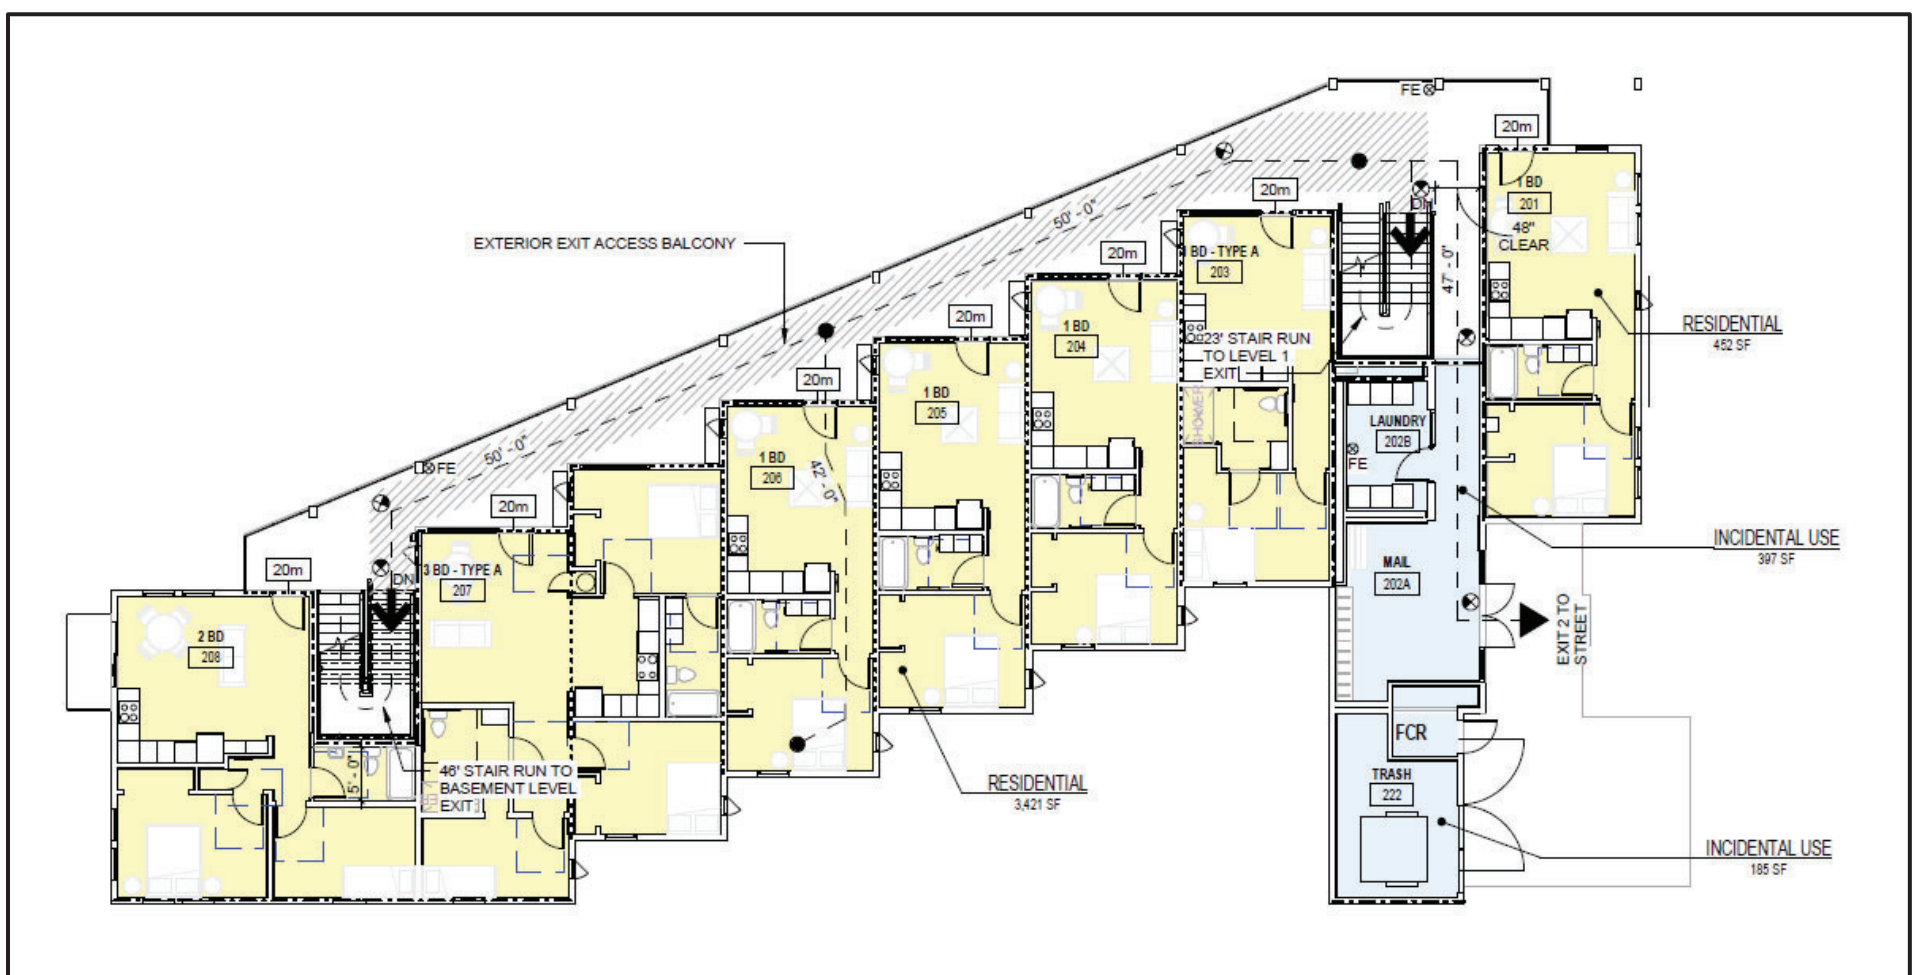 FE
20m
20m
1 BD
201
48"
CLEAR
DN
50' - 0"
20m
1 BD - TYPE A
203
EXTERIOR EXIT ACCESS BALCONY
47' - 0"
20m
RESIDENTIAL
452 SF
1 BD
204
23' STAIR RUN
TO LEVEL 1
EXIT
20m
20m
1 BD
205
SHOWER
LAUNDRY
202B
FE
50' - 0"
FE
1 BD
206
42' - 0"
20m
INCIDENTAL USE
397 SF
MAIL
202A
20m
DN
3 BD - TYPE A
207
EXIT 2 TO
STREET
2 BD
208
FCR
46' STAIR RUN TO
BASEMENT LEVEL
EXIT
5' - 0"
RESIDENTIAL
3,421 SF
TRASH
222
INCIDENTAL USE
185 SF